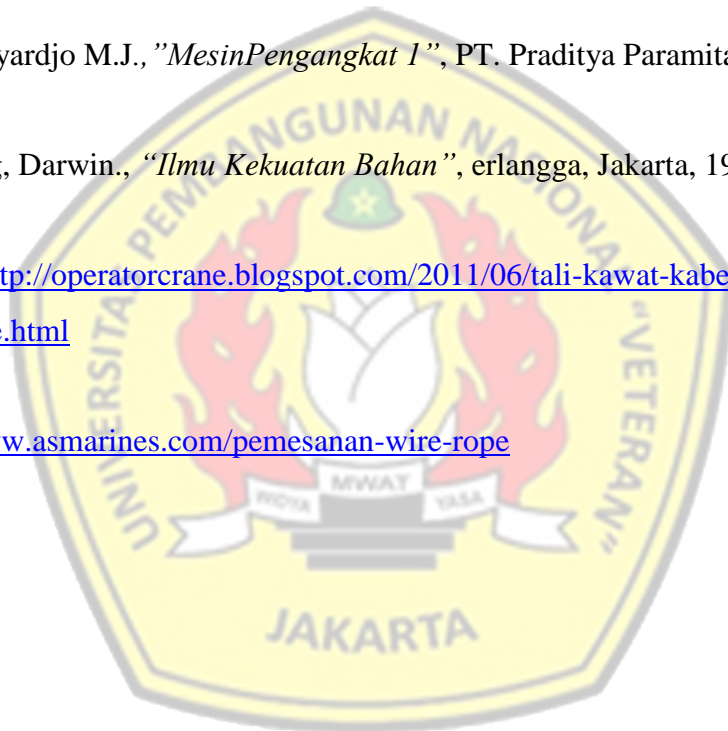 yardjo M.J.,"MesinPengangkat 1", PT. Praditya Paramita
g, Darwin., "Ilmu Kekuatan Bahan", erlangga, Jakarta, 19
tp://operatorcrane.blogspot.com/2011/06/tali-kawat-kabe
e.html
ww.asmarines.com/pemesanan-wire-rope
UNIVERSITAS PEMBANGUNAN NASIONAL "VETERAN"
WIDYA MWAT YASA
JAKARTA